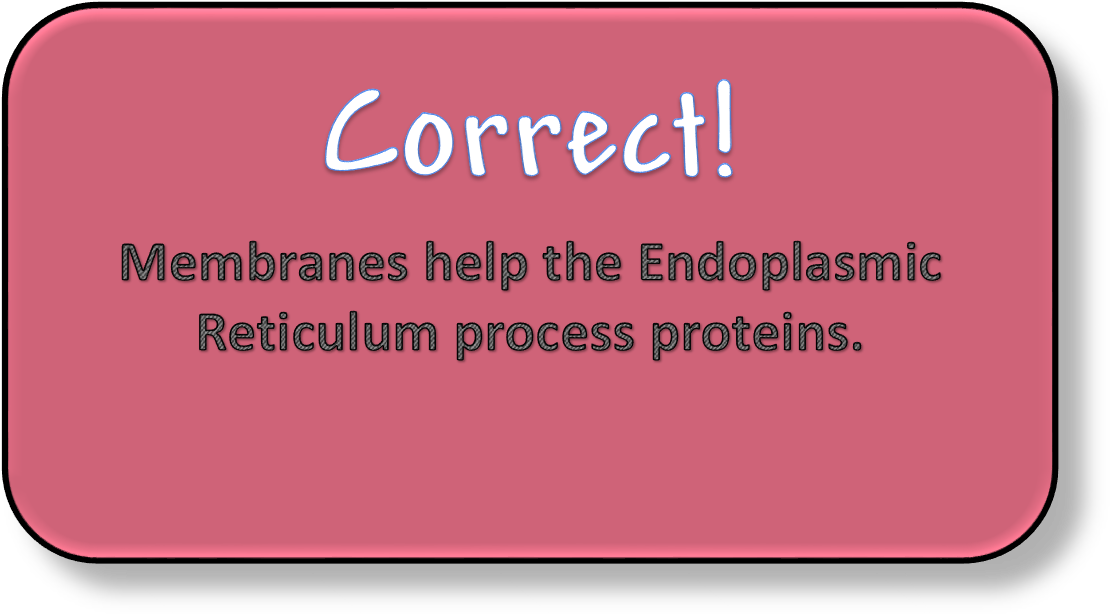 Correct!
Membranes help the Endoplasmic
Reticulum process proteins.